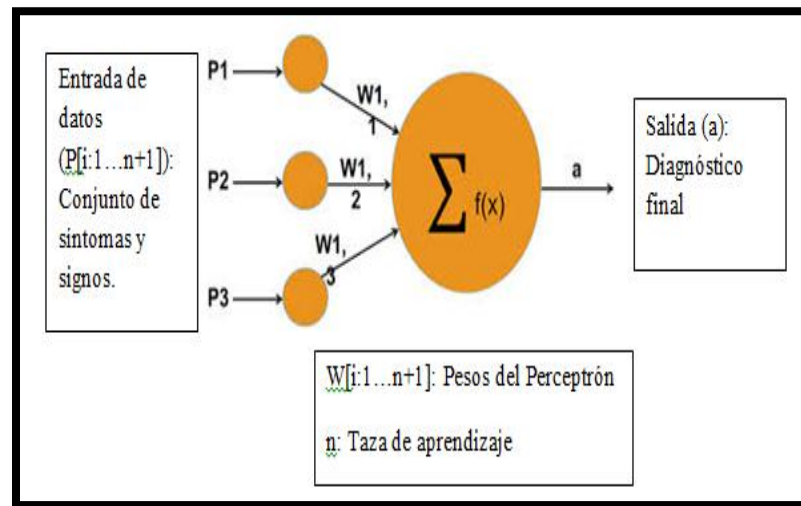 Entrada de
datos
(P[i:1…n+1]):
Conjunto de
sintomas y
signos.
P1
P2
P3
W1,
1
W1,
2
W1,
3
∑ f(x)
a
Salida (a):
Diagnóstico
final
W[i:1…n+1]: Pesos del Perceptrón
n: Taza de aprendizaje